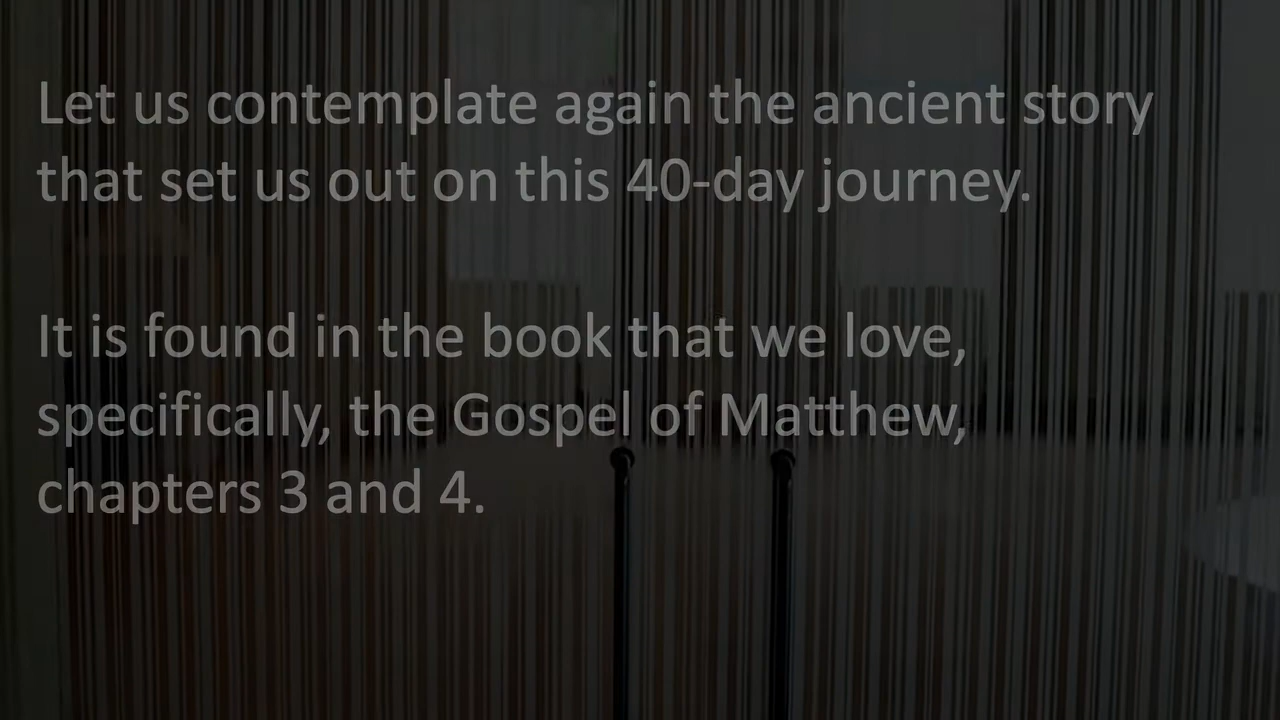 Let us contemplate again the ancient story
that set us out on this 40-day journey.
It is found in the book that we love,
specifically, the Gospel of Matthew,
chapters 3 and 4.